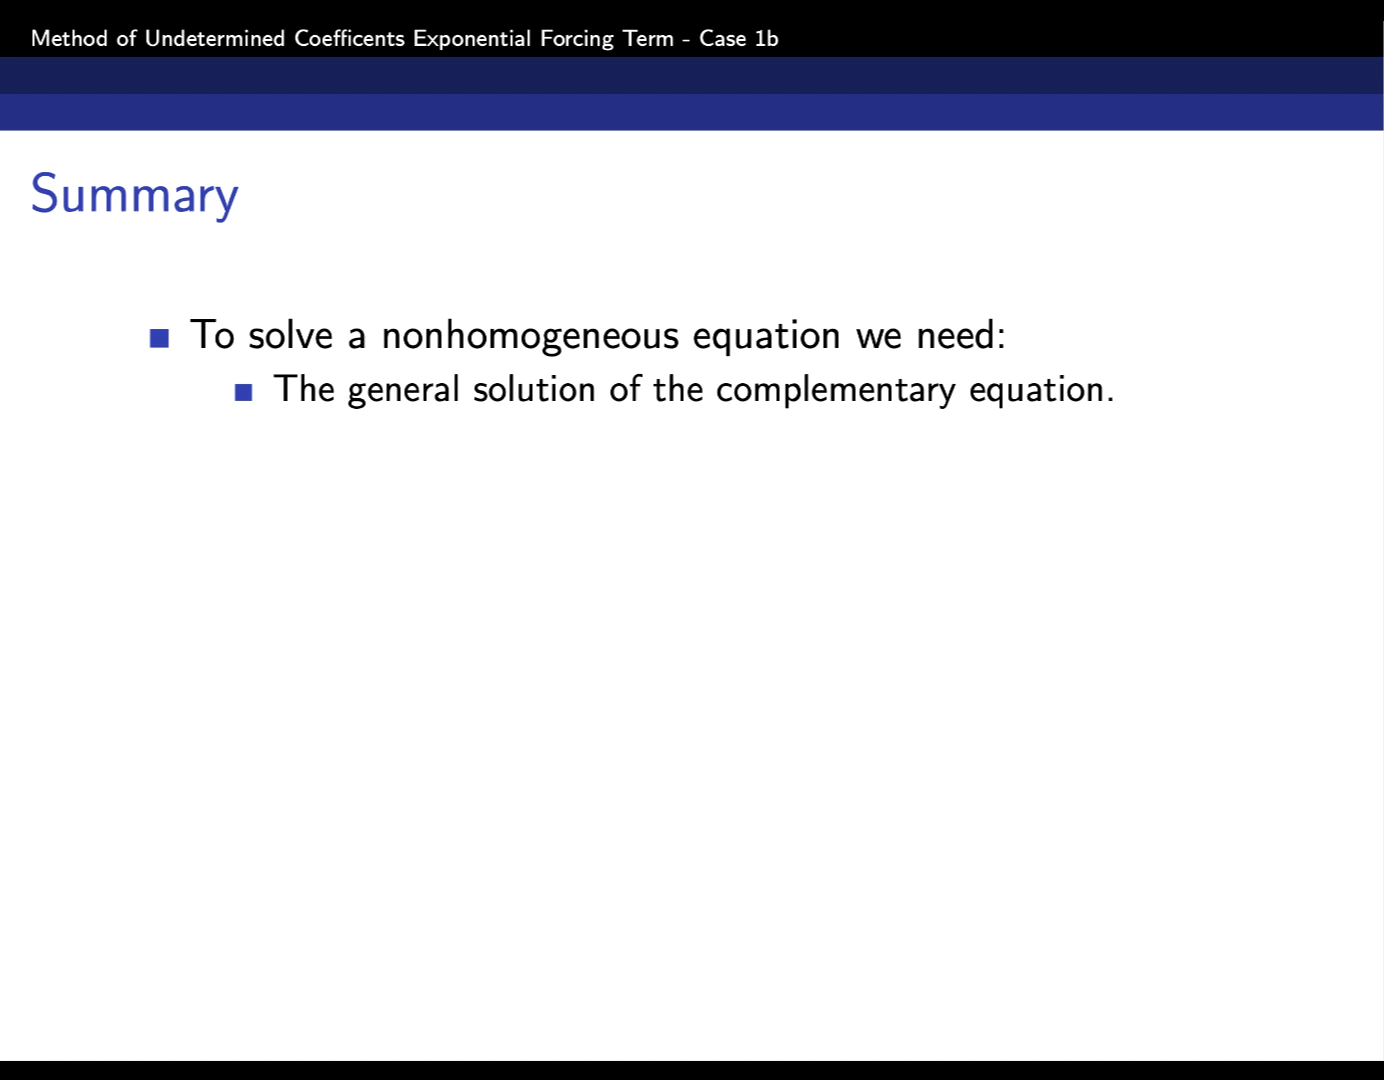 Method of Undetermined Coefficents Exponential Forcing Term - Case 1b
Summary
To solve a nonhomogeneous equation we need:
The general solution of the complementary equation.